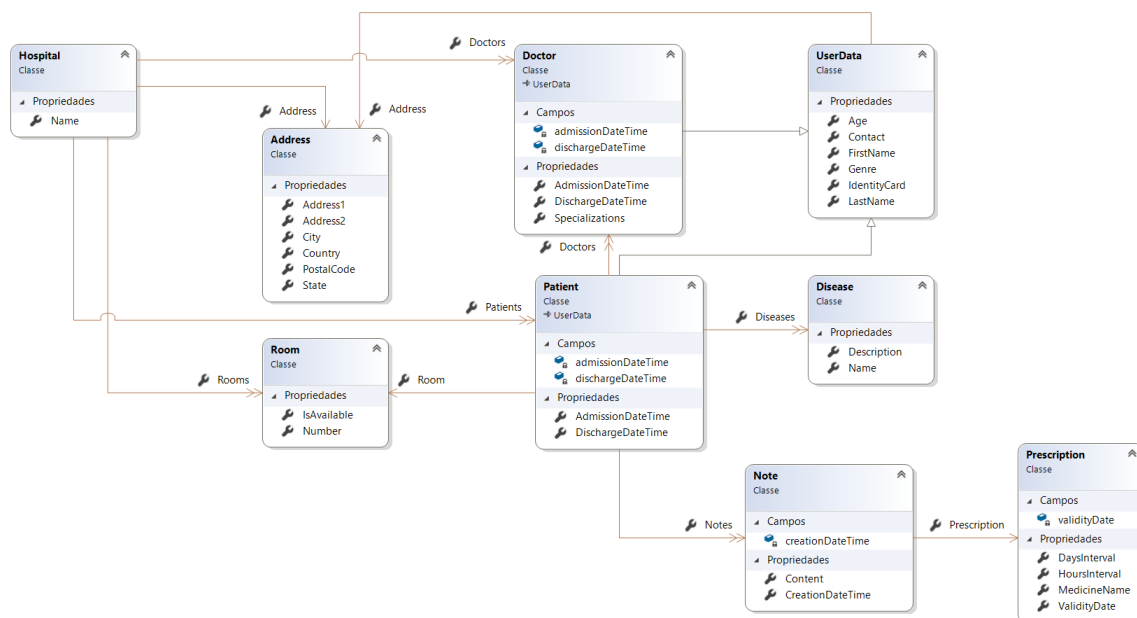 Hospital
Classe
Propriedades
Name
Doctors
Doctor
Classe
UserData
Campos
admissionDateTime
dischargeDateTime
Propriedades
AdmissionDateTime
DischargeDateTime
Specializations
UserData
Classe
Propriedades
Age
Contact
FirstName
Genre
IdentityCard
LastName
Address
Address
Address
Classe
Propriedades
Address1
Address2
City
Country
PostalCode
State
Doctors
Patients
Patient
Classe
UserData
Campos
admissionDateTime
dischargeDateTime
Propriedades
AdmissionDateTime
DischargeDateTime
Diseases
Disease
Classe
Propriedades
Description
Name
Room
Classe
Propriedades
IsAvailable
Number
Rooms
Room
Notes
Note
Classe
Campos
creationDateTime
Propriedades
Content
CreationDateTime
Prescription
Prescription
Classe
Campos
validityDate
Propriedades
DaysInterval
HoursInterval
MedicineName
ValidityDate